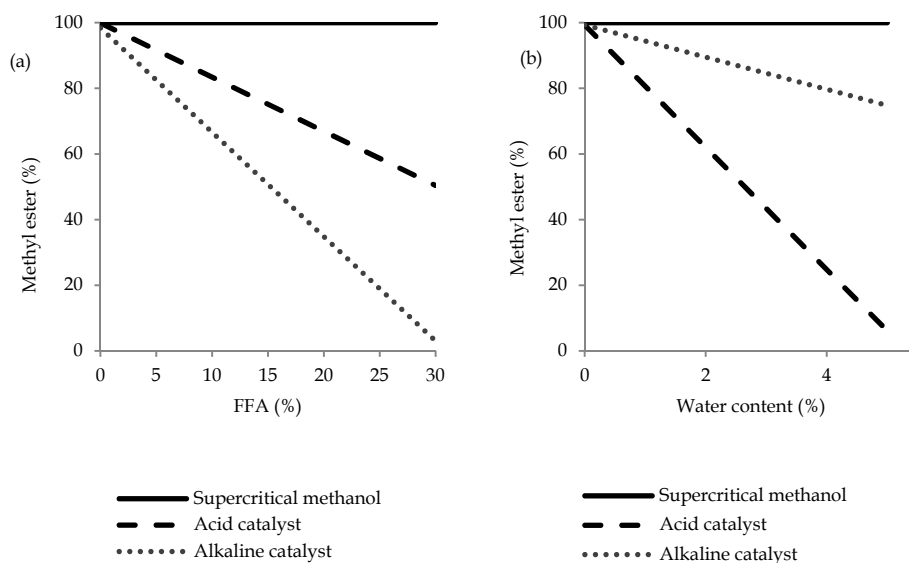 (a)
Methyl ester (%)
100
80
60
40
20
0
0 5 10 15 20 25 30
FFA (%)
Supercritical methanol
Acid catalyst
Alkaline catalyst
(b)
Methyl ester (%)
100
80
60
40
20
0
0 2 4
Water content (%)
Supercritical methanol
Acid catalyst
Alkaline catalyst